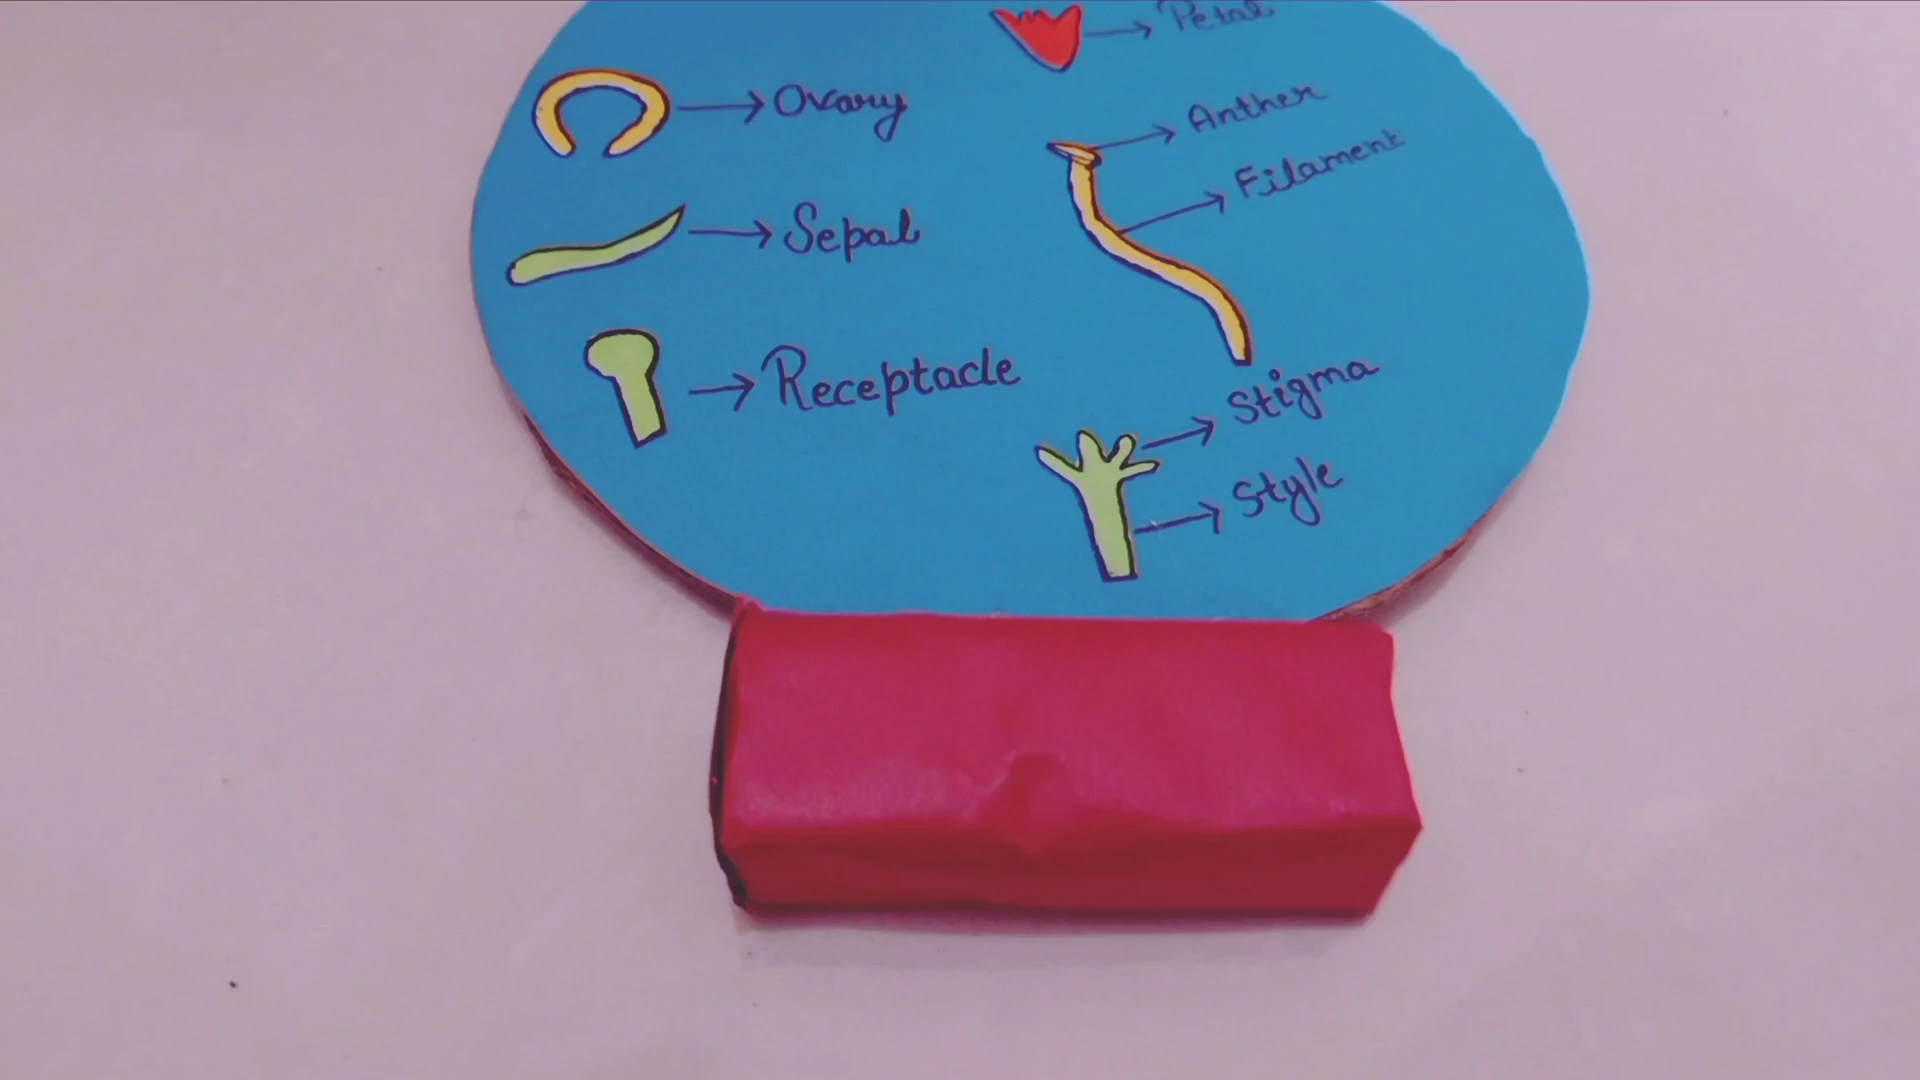 Petal
Ovary
Anther
Filament
Sepal
Receptacle
Stigma
Style